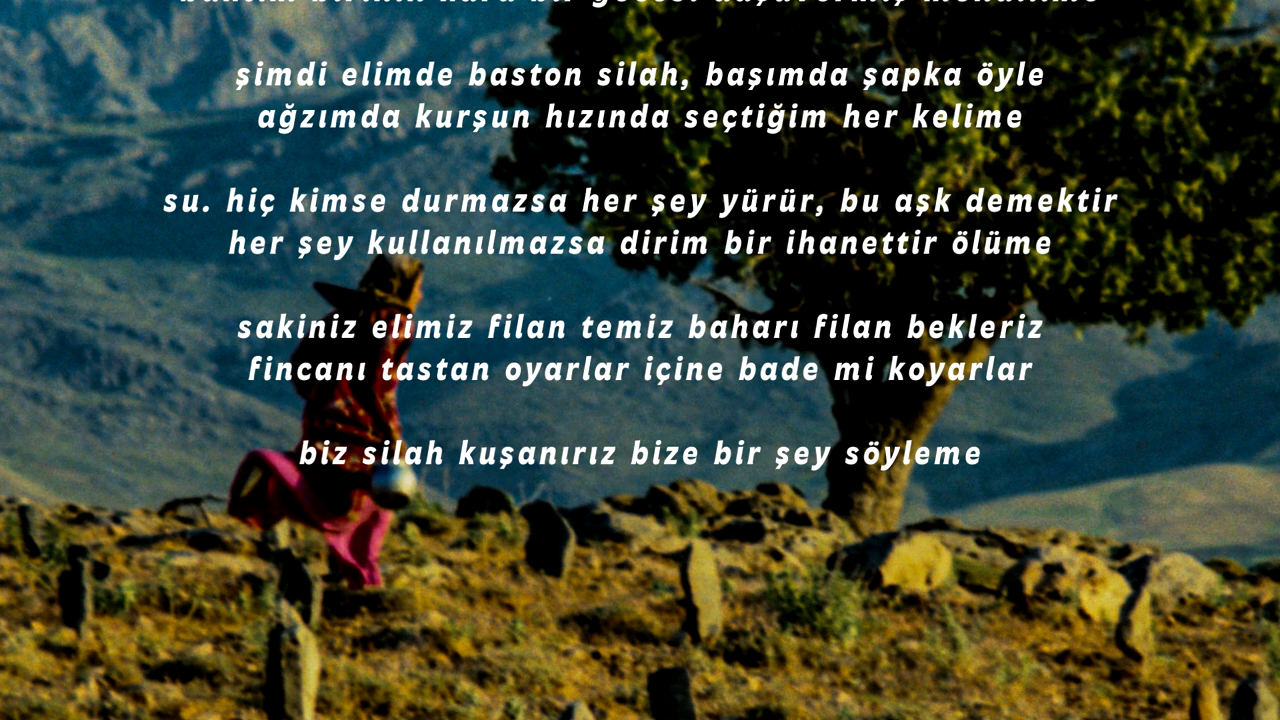 şimdi elimde baston silah, başımda şapka öyle
ağzımda kurşun hızında seçtiğim her kelime
su. hiç kimse durmazsa her şey yürür, bu aşk demektir
her şey kullanılmazsa dirim bir ihanettir ölüme
sakiniz elimiz filan temiz baharı filan bekleriz
fincanı tastan oyarlar içine bade mi koyarlar
biz silah kuşanırız bize bir şey söyleme